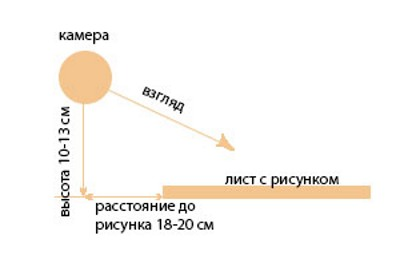 камера
взгляд
высота 10-13 см
лист с рисунком
расстояние до
рисунка 18-20 см